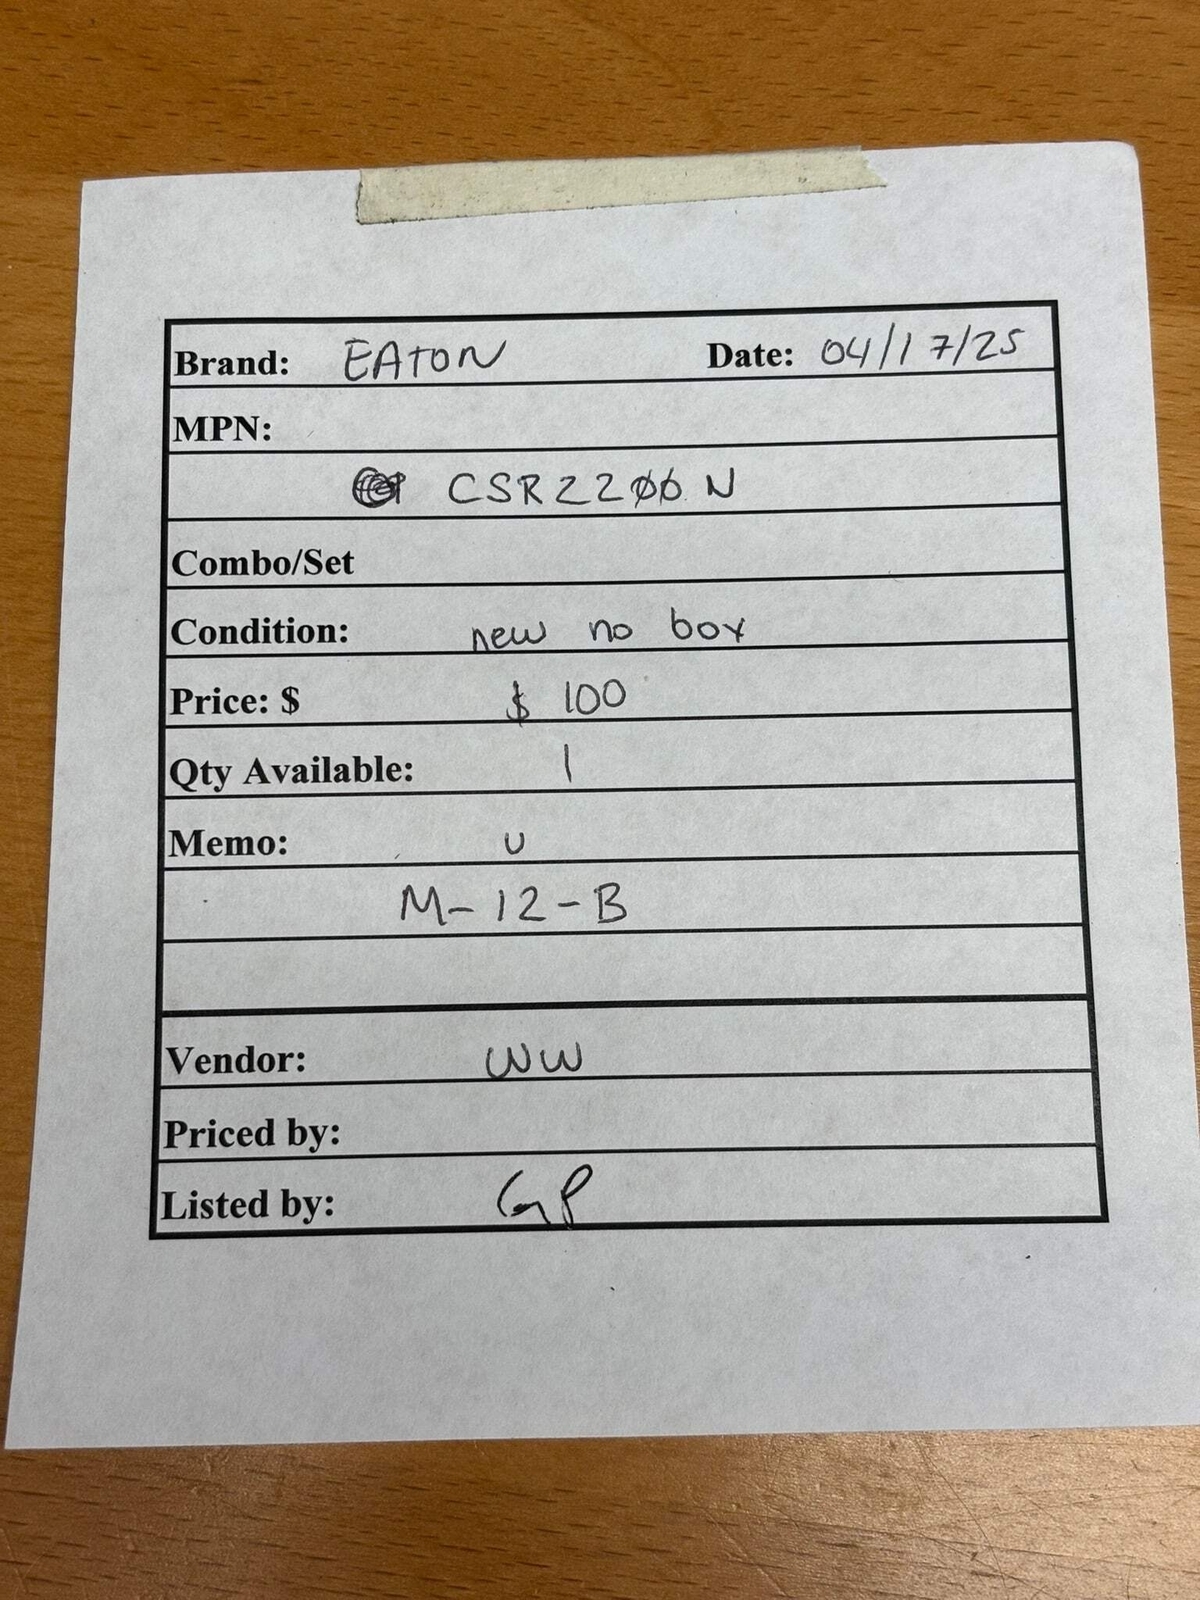 Brand: EATON Date: 04/17/25
MPN:
CSR2200N
Combo/Set
Condition: new no box
Price: $ $ 100
Qty Available: 1
Memo: U
M-12-B
Vendor: WW
Priced by:
Listed by: GP